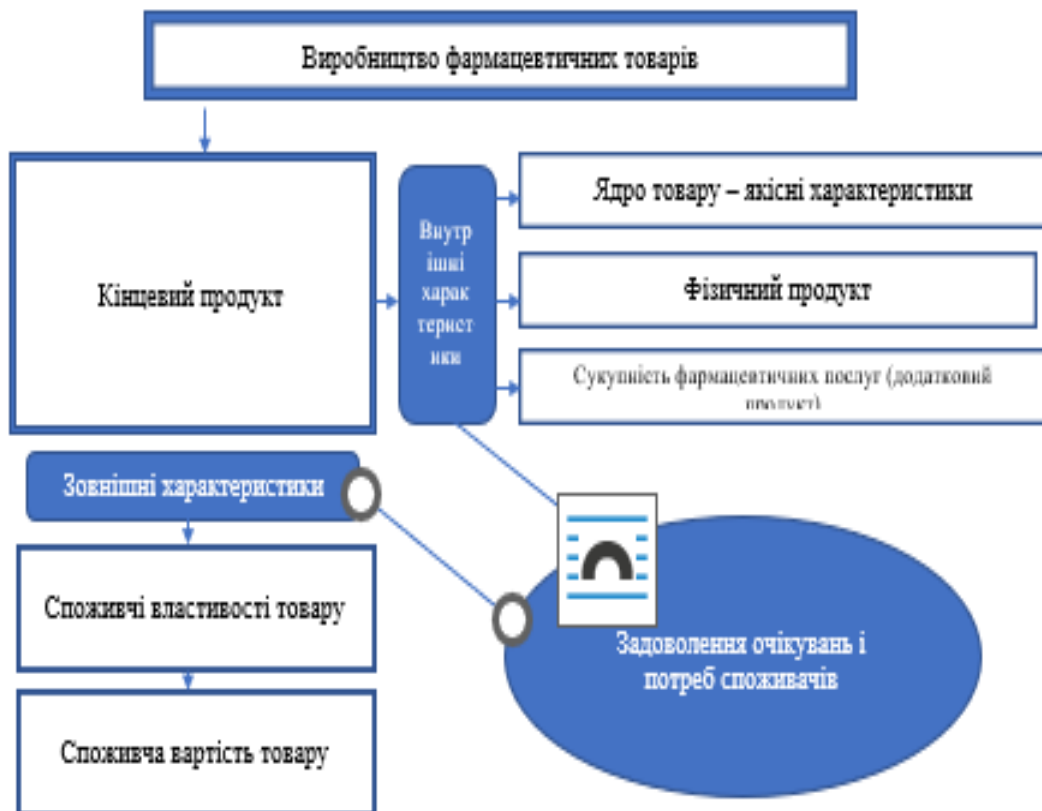 Виробництво фармацевтичних товарів
Кінцевий продукт
Внутр
ішні
харак
терист
ики
Ядро товару – якісні характеристики
Фізичний продукт
Сукупність фармацевтичних послуг (додатковий
продукт)
Зовнішні характеристики
Споживчі властивості товару
Споживча вартість товару
Задоволення очікувань і
потреб споживачів